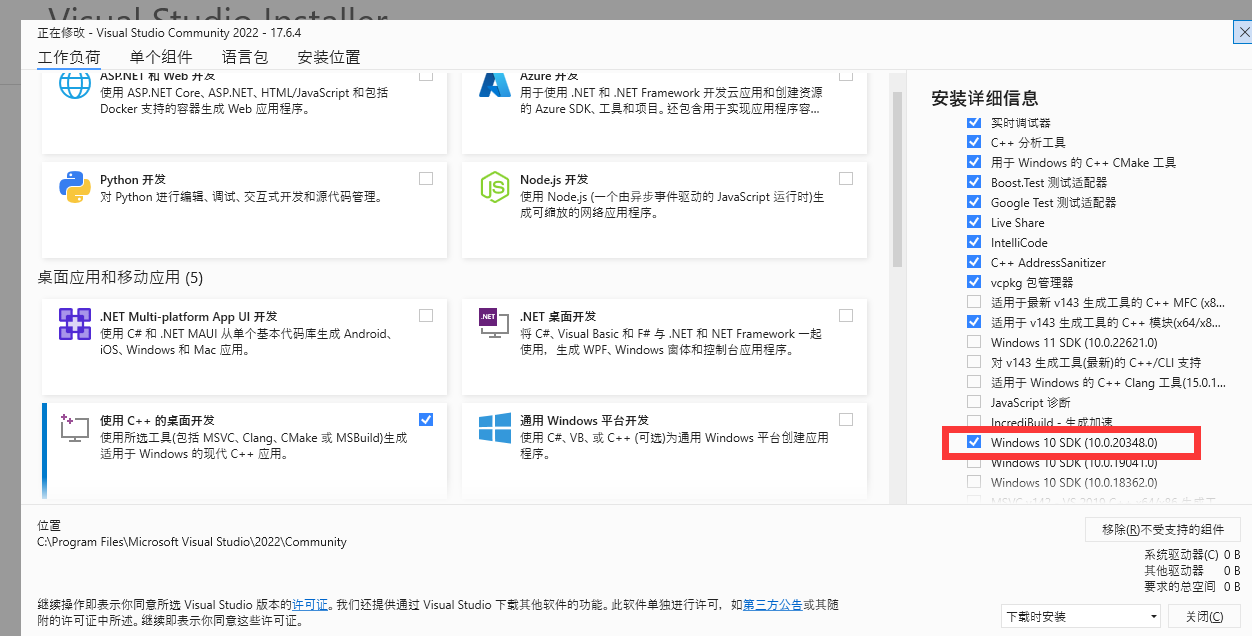 Visual Studio Installer
正在修改 - Visual Studio Community 2022 - 17.6.4
工作负荷 单个组件 语言包 安装位置
ASP.NET 和 Web 开发
使用 ASP.NET Core、ASP.NET、HTML/JavaScript 和包括
Docker 支持的容器生成 Web 应用程序。
Azure 开发
用于使用 .NET 和 .NET Framework 开发云应用和创建资源
的 Azure SDK、工具和项目。还包含用于实现应用程序容...
Python 开发
对 Python 进行编辑、调试、交互式开发和源代码管理。
Node.js 开发
使用 Node.js (一个由异步事件驱动的 JavaScript 运行时)生
成可缩放的网络应用程序。
桌面应用和移动应用 (5)
.NET Multi-platform App UI 开发
使用 C# 和 .NET MAUI 从单个基本代码库生成 Android、
iOS、Windows 和 Mac 应用。
.NET
.NET 桌面开发
将 C#、Visual Basic 和 F# 与 .NET 和 .NET Framework 一起
使用，生成 WPF、Windows 窗体和控制台应用程序。
使用 C++ 的桌面开发
使用所选工具(包括 MSVC、Clang、CMake 或 MSBuild)生成
适用于 Windows 的现代 C++ 应用。
通用 Windows 平台开发
使用 C#、VB、或 C++ (可选)为通用 Windows 平台创建应用
程序。
安装详细信息
实时调试器
C++ 分析工具
用于 Windows 的 C++ CMake 工具
Boost.Test 测试适配器
Google Test 测试适配器
Live Share
IntelliCode
C++ AddressSanitizer
vcpkg 包管理器
适用于最新 v143 生成工具的 C++ MFC (x8...
适用于 v143 生成工具的 C++ 模块(x64/x8...
Windows 11 SDK (10.0.22621.0)
对 v143 生成工具(最新)的 C++/CLI 支持
适用于 Windows 的 C++ Clang 工具(15.0.1...
JavaScript 诊断
IncrediBuild - 生成加速
Windows 10 SDK (10.0.20348.0)
Windows 10 SDK (10.0.19041.0)
Windows 10 SDK (10.0.18362.0)
位置
C:\Program Files\Microsoft Visual Studio\2022\Community
移除(R)不受支持的组件
系统驱动器(C) 0 B
其他驱动器 0 B
要求的总空间 0 B
继续操作即表示你同意所选 Visual Studio 版本的许可证。我们还提供通过 Visual Studio 下载其他软件的功能。此软件单独进行许可，如第三方公告或其随
附的许可证中所述。继续即表示你同意这些许可证。
下载时安装
关闭(C)